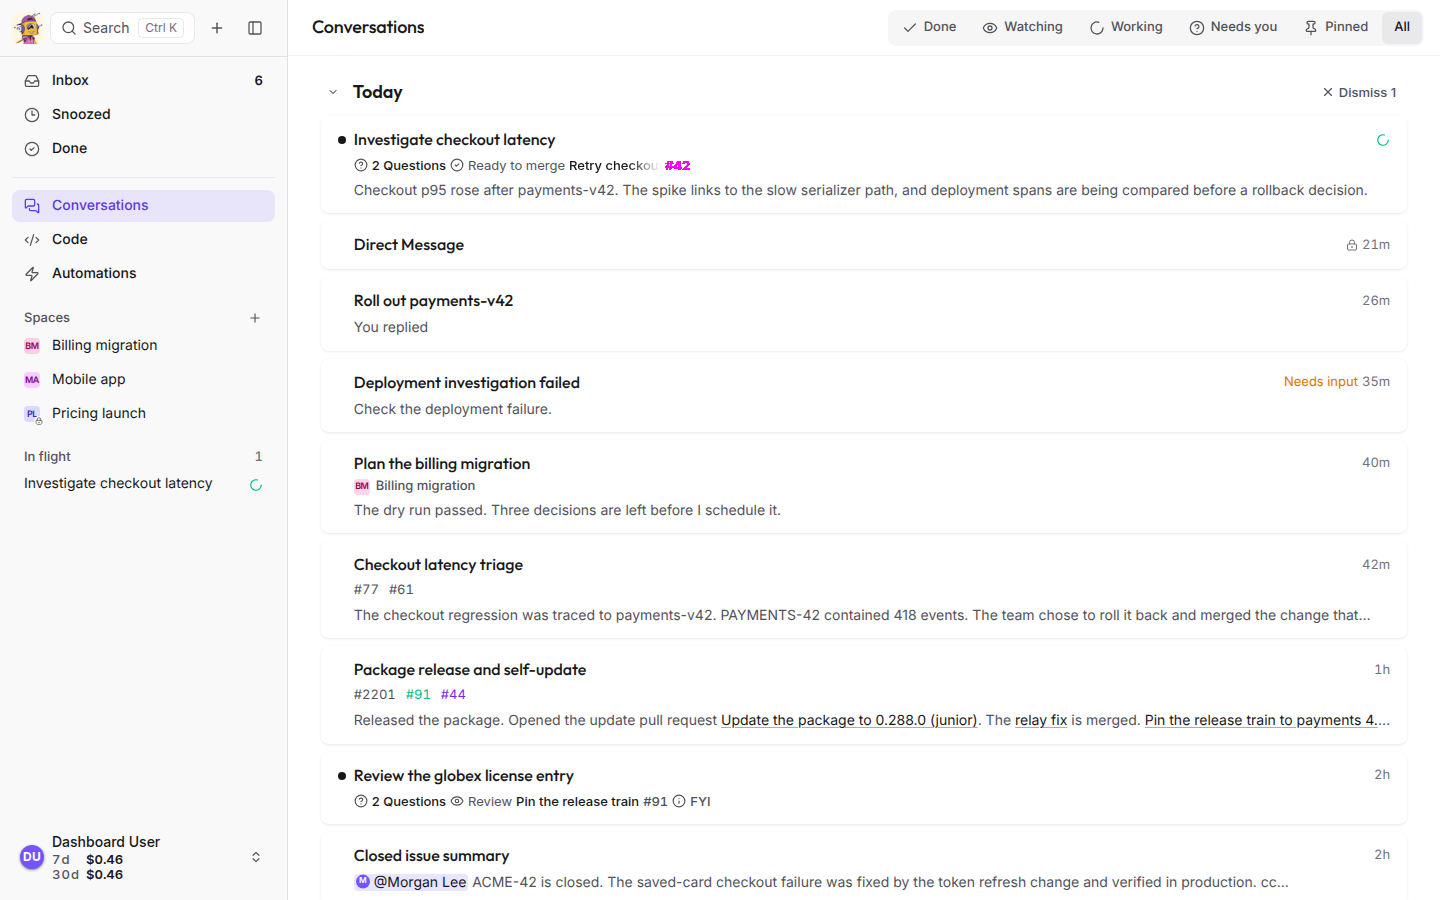 Search Ctrl K
Inbox 6
Snoozed
Done
Conversations
Code
Automations
Spaces
BM Billing migration
MA Mobile app
PL Pricing launch
In flight 1
Investigate checkout latency
DU Dashboard User
7d $0.46
30d $0.46
Conversations
Done Watching Working Needs you Pinned All
Today
Dismiss 1
Investigate checkout latency
2 Questions Ready to merge Retry checkou #42
Checkout p95 rose after payments-v42. The spike links to the slow serializer path, and deployment spans are being compared before a rollback decision.
Direct Message 21m
Roll out payments-v42 26m
You replied
Deployment investigation failed Needs input 35m
Check the deployment failure.
Plan the billing migration 40m
BM Billing migration
The dry run passed. Three decisions are left before I schedule it.
Checkout latency triage 42m
#77 #61
The checkout regression was traced to payments-v42. PAYMENTS-42 contained 418 events. The team chose to roll it back and merged the change that...
Package release and self-update 1h
#2201 #91 #44
Released the package. Opened the update pull request Update the package to 0.288.0 (junior). The relay fix is merged. Pin the release train to payments 4....
Review the globex license entry 2h
2 Questions Review Pin the release train #91 FYI
Closed issue summary 2h
M @Morgan Lee ACME-42 is closed. The saved-card checkout failure was fixed by the token refresh change and verified in production. cc...